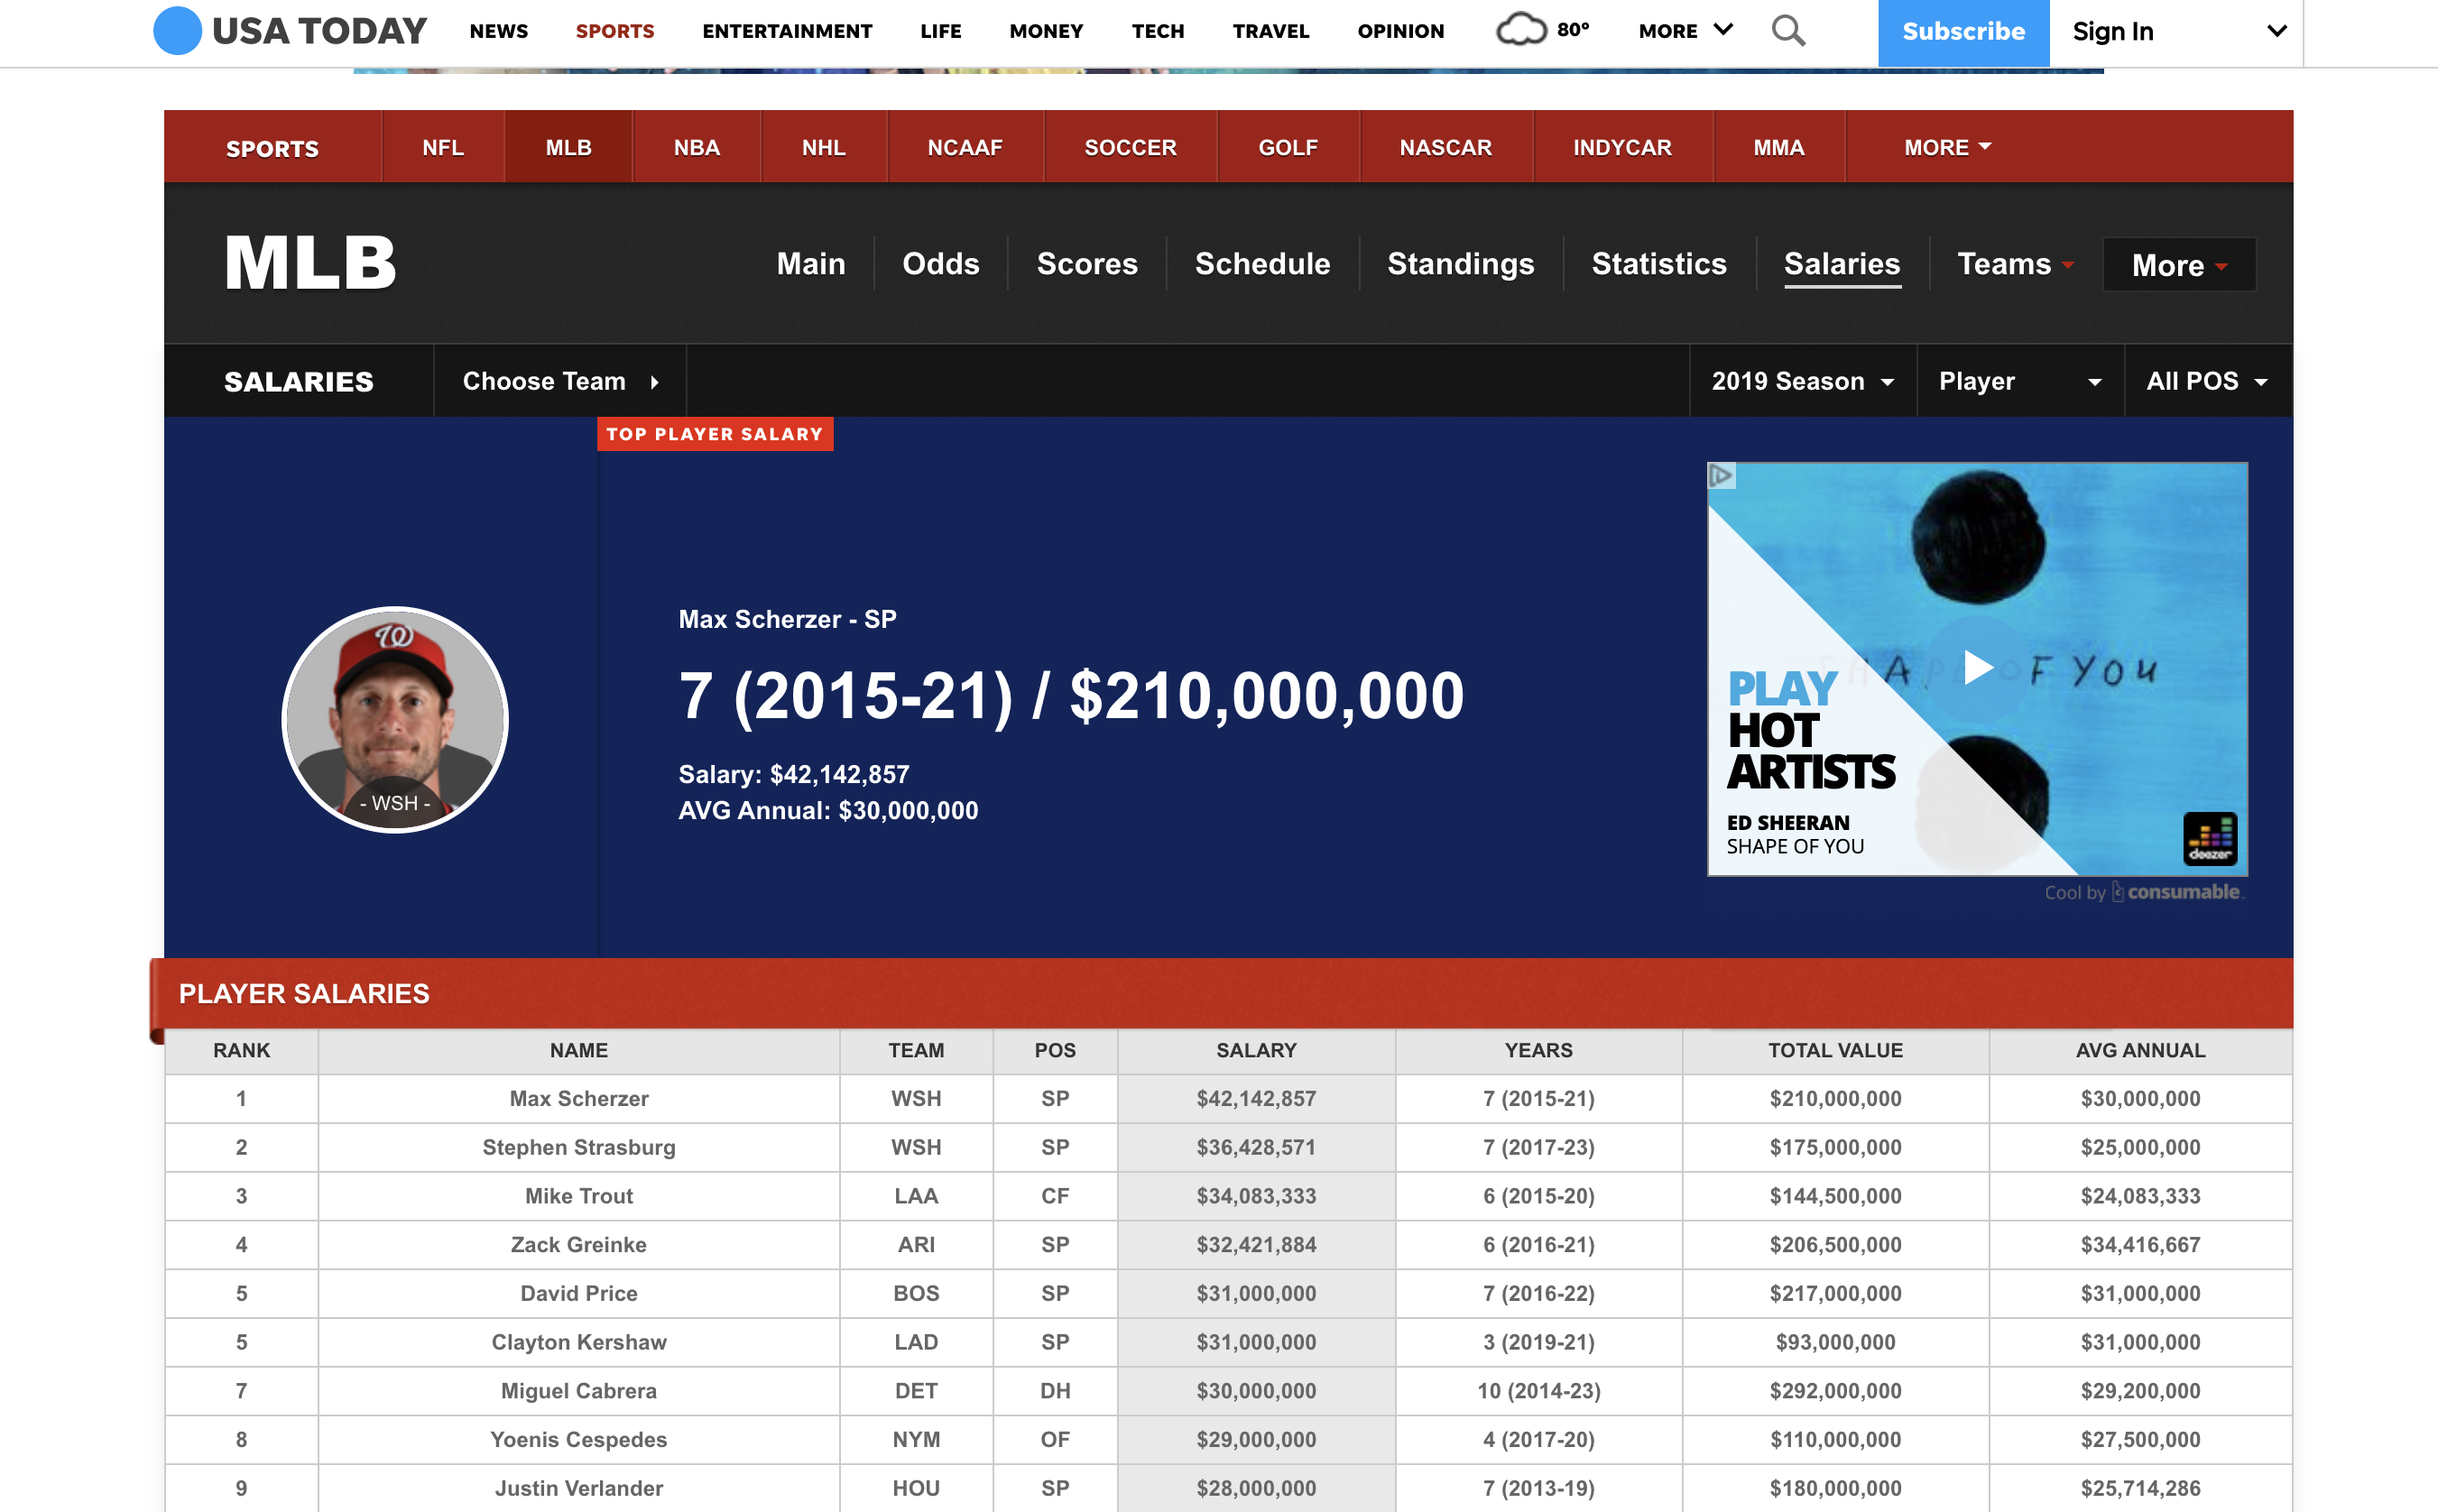 USA TODAY NEWS SPORTS ENTERTAINMENT LIFE MONEY TECH TRAVEL OPINION 80° MORE Subscribe Sign In
SPORTS NFL MLB NBA NHL NCAAF SOCCER GOLF NASCAR INDYCAR MMA MORE
MLB Main Odds Scores Schedule Standings Statistics Salaries Teams More
SALARIES Choose Team 2019 Season Player All POS
TOP PLAYER SALARY
W
- WSH -
Max Scherzer - SP
7 (2015-21) / $210,000,000
Salary: $42,142,857
AVG Annual: $30,000,000
SHAPE OF YOU
PLAY
HOT
ARTISTS
ED SHEERAN
SHAPE OF YOU
deezer
Cool by consumable.
PLAYER SALARIES
RANK NAME TEAM POS SALARY YEARS TOTAL VALUE AVG ANNUAL
1 Max Scherzer WSH SP $42,142,857 7 (2015-21) $210,000,000 $30,000,000
2 Stephen Strasburg WSH SP $36,428,571 7 (2017-23) $175,000,000 $25,000,000
3 Mike Trout LAA CF $34,083,333 6 (2015-20) $144,500,000 $24,083,333
4 Zack Greinke ARI SP $32,421,884 6 (2016-21) $206,500,000 $34,416,667
5 David Price BOS SP $31,000,000 7 (2016-22) $217,000,000 $31,000,000
5 Clayton Kershaw LAD SP $31,000,000 3 (2019-21) $93,000,000 $31,000,000
7 Miguel Cabrera DET DH $30,000,000 10 (2014-23) $292,000,000 $29,200,000
8 Yoenis Cespedes NYM OF $29,000,000 4 (2017-20) $110,000,000 $27,500,000
9 Justin Verlander HOU SP $28,000,000 7 (2013-19) $180,000,000 $25,714,286